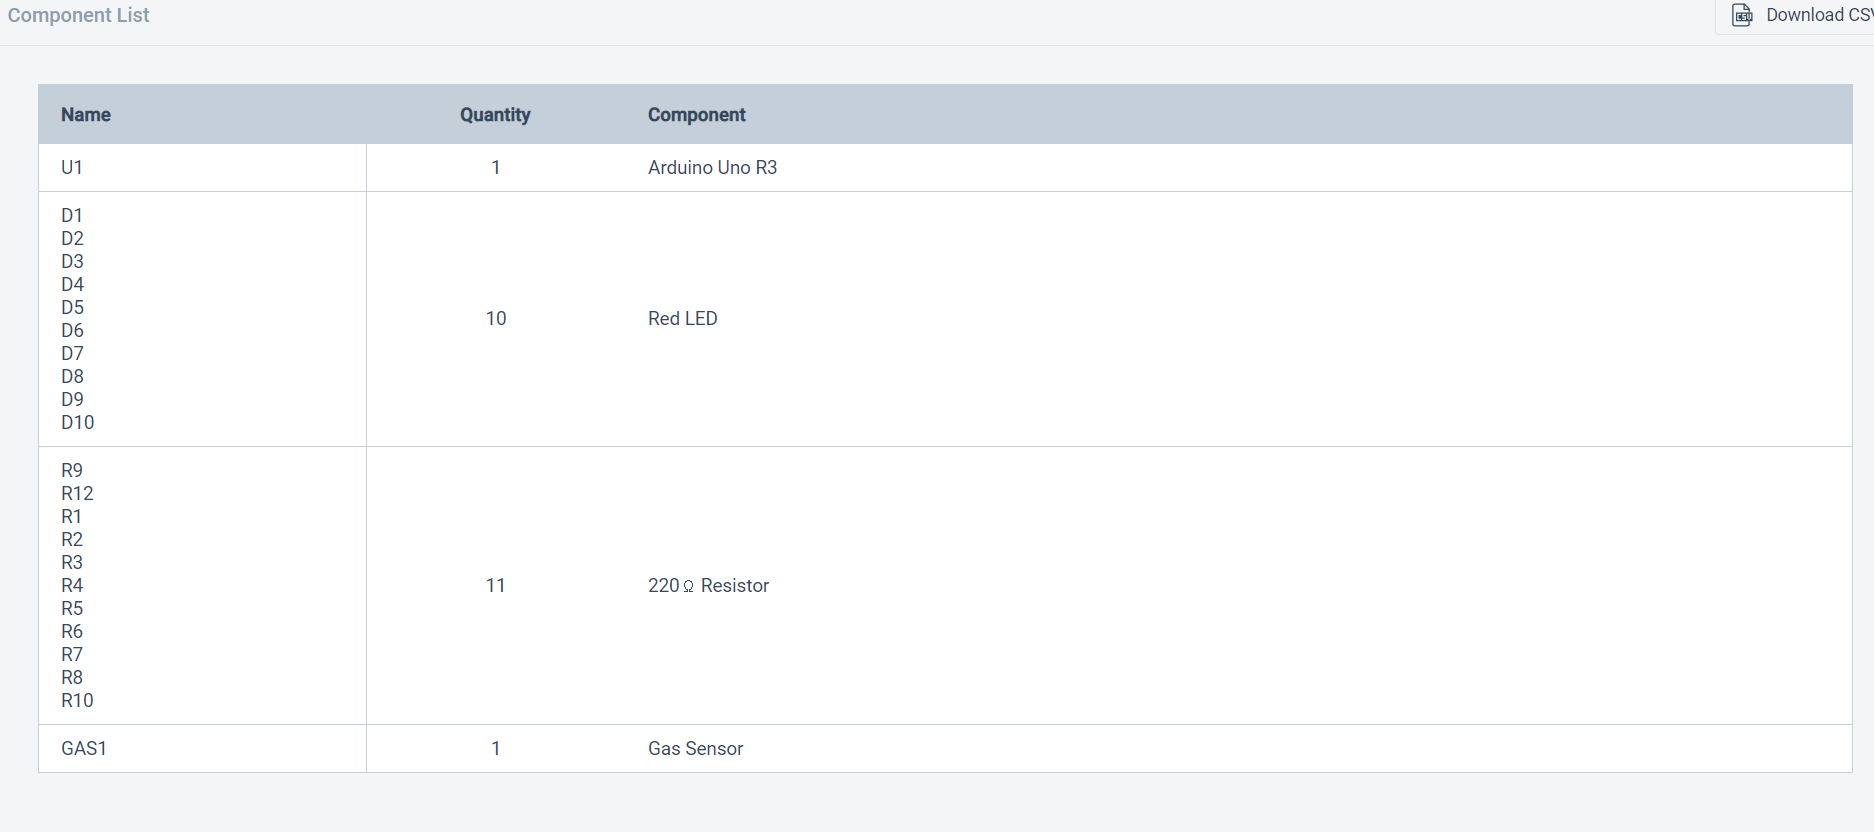 Component List
Download CSV
Name Quantity Component
U1 1 Arduino Uno R3
D1
D2
D3
D4
D5
D6
D7
D8
D9
D10
10 Red LED
R9
R12
R1
R2
R3
R4
R5
R6
R7
R8
R10
11 220 Ω Resistor
GAS1 1 Gas Sensor